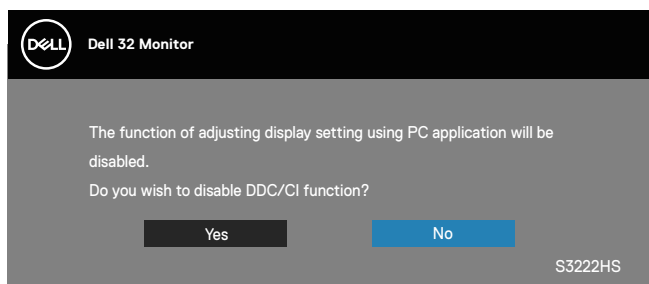 DELL
Dell 32 Monitor
The function of adjusting display setting using PC application will be
disabled.
Do you wish to disable DDC/CI function?
Yes
No
S3222HS